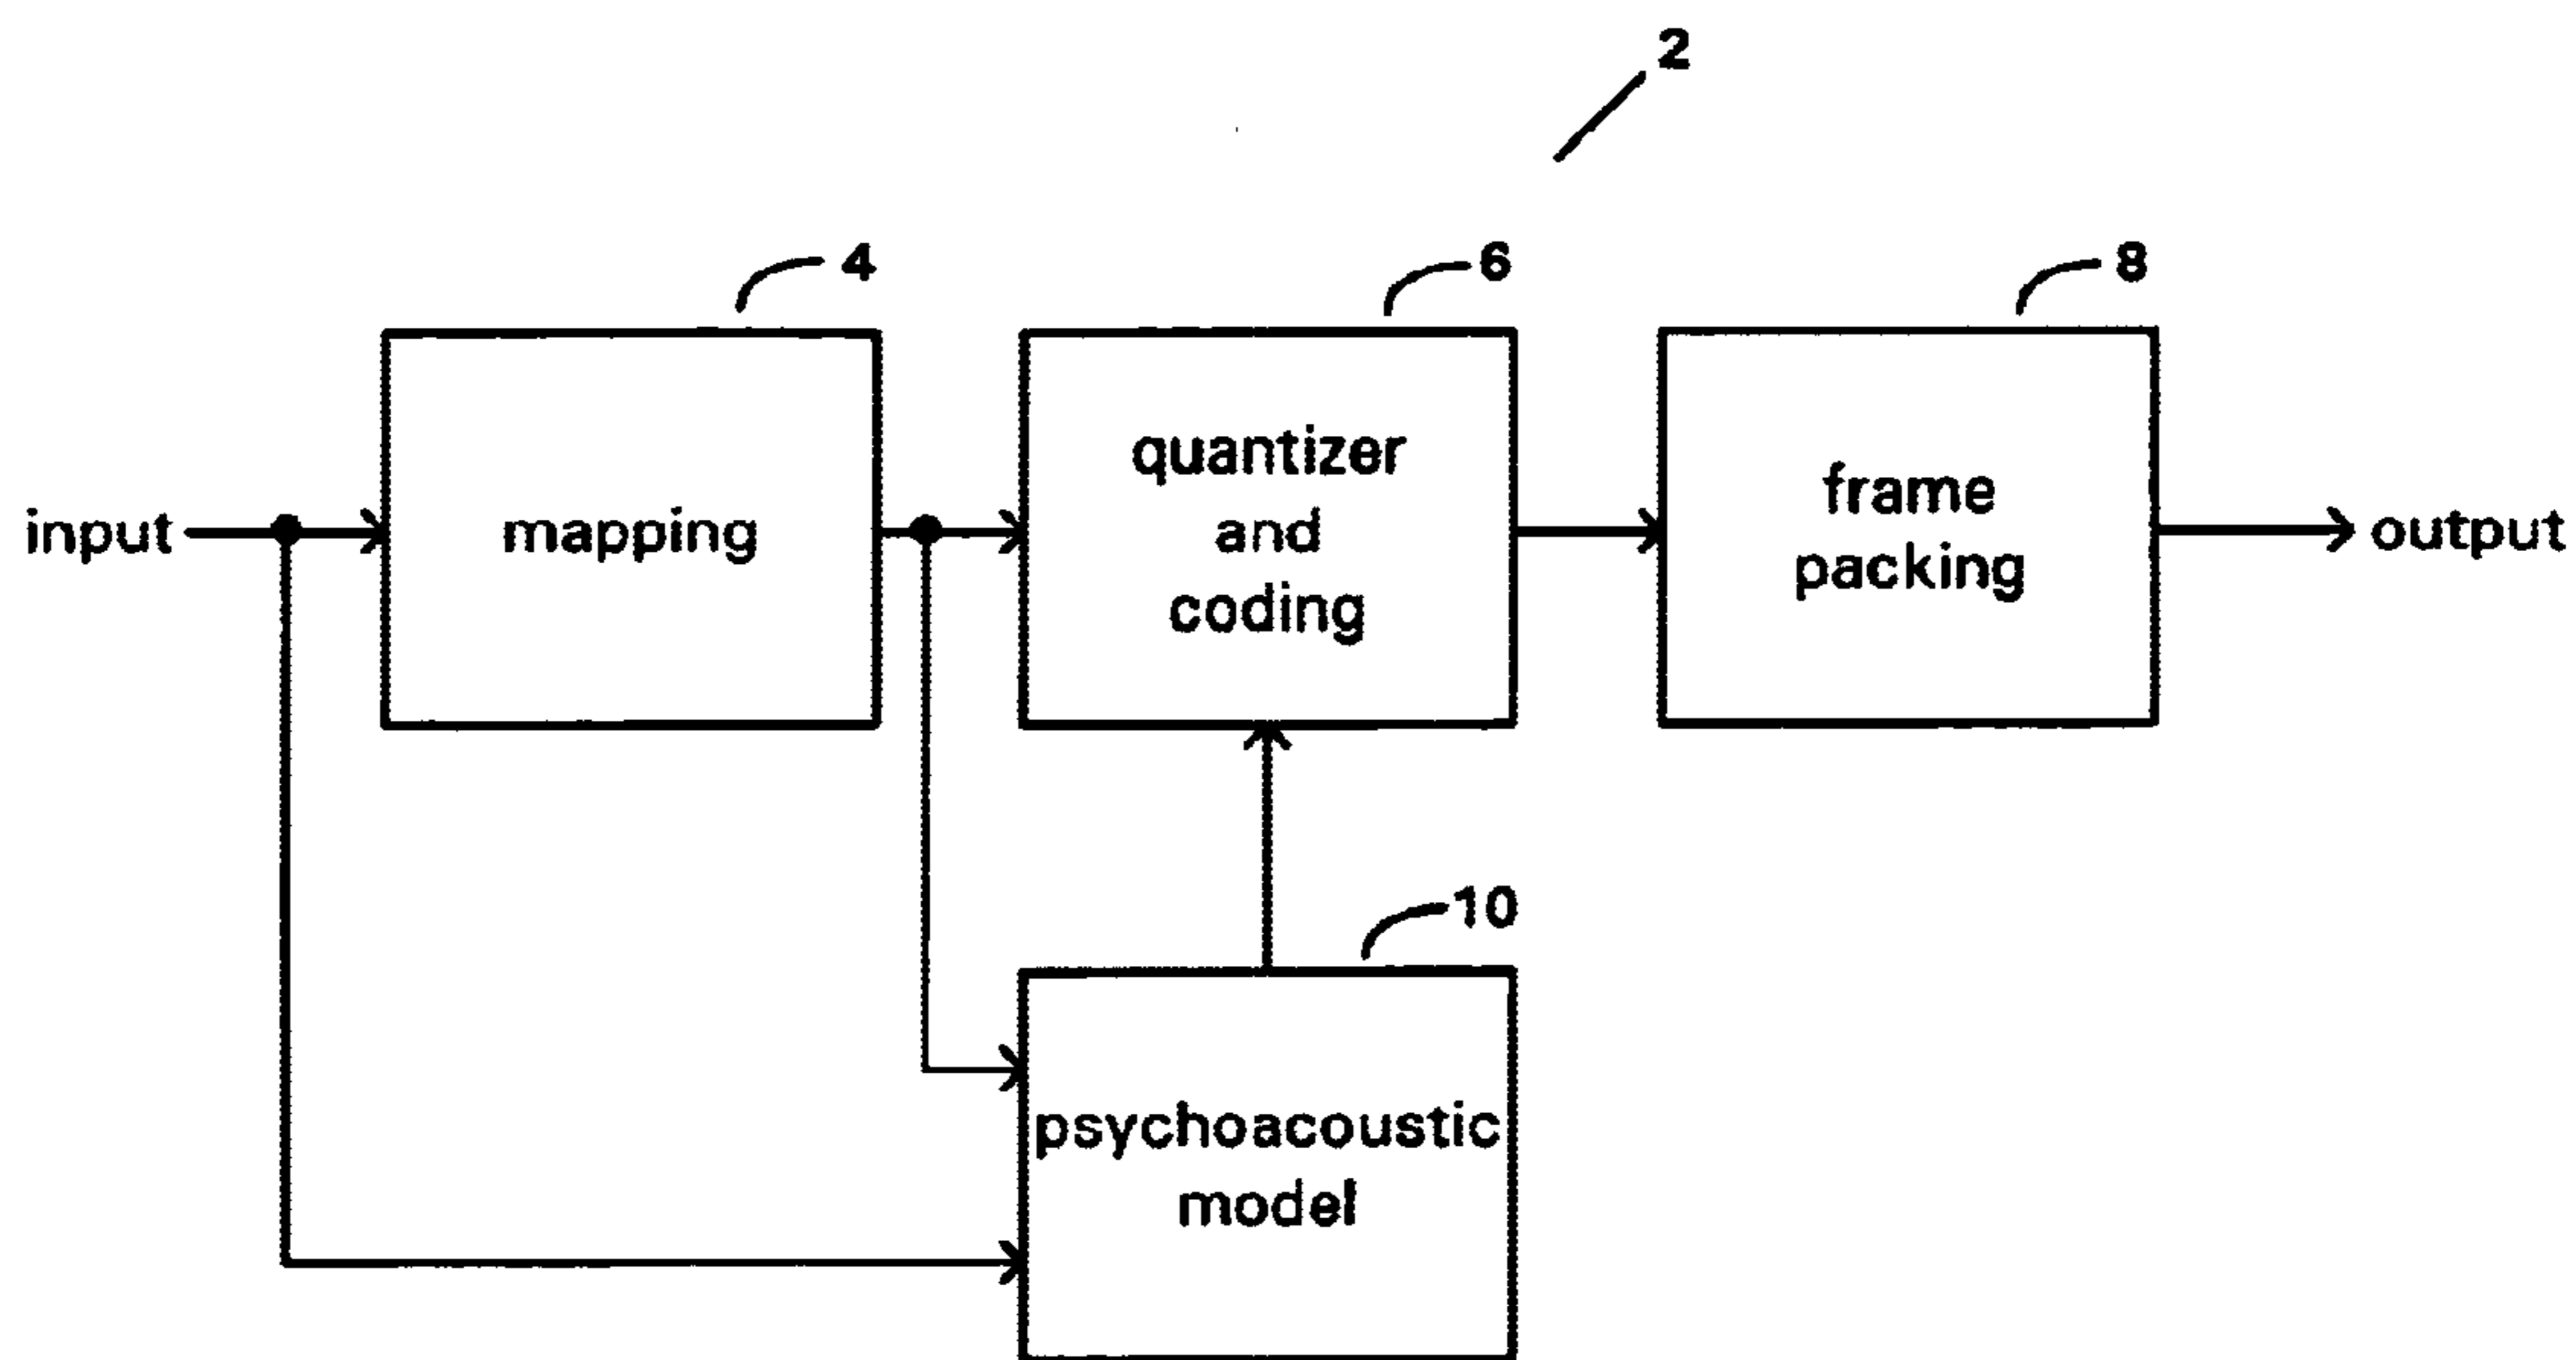 2
4
6
8
input
mapping
quantizer
and
coding
frame
packing
output
10
psychoacoustic
model